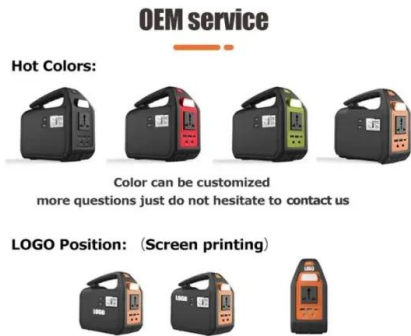 OEM service
Hot Colors:
Color can be customized
more questions just do not hesitate to contact us
LOGO Position: （Screen printing）
LOGO
LOGO
LOGO